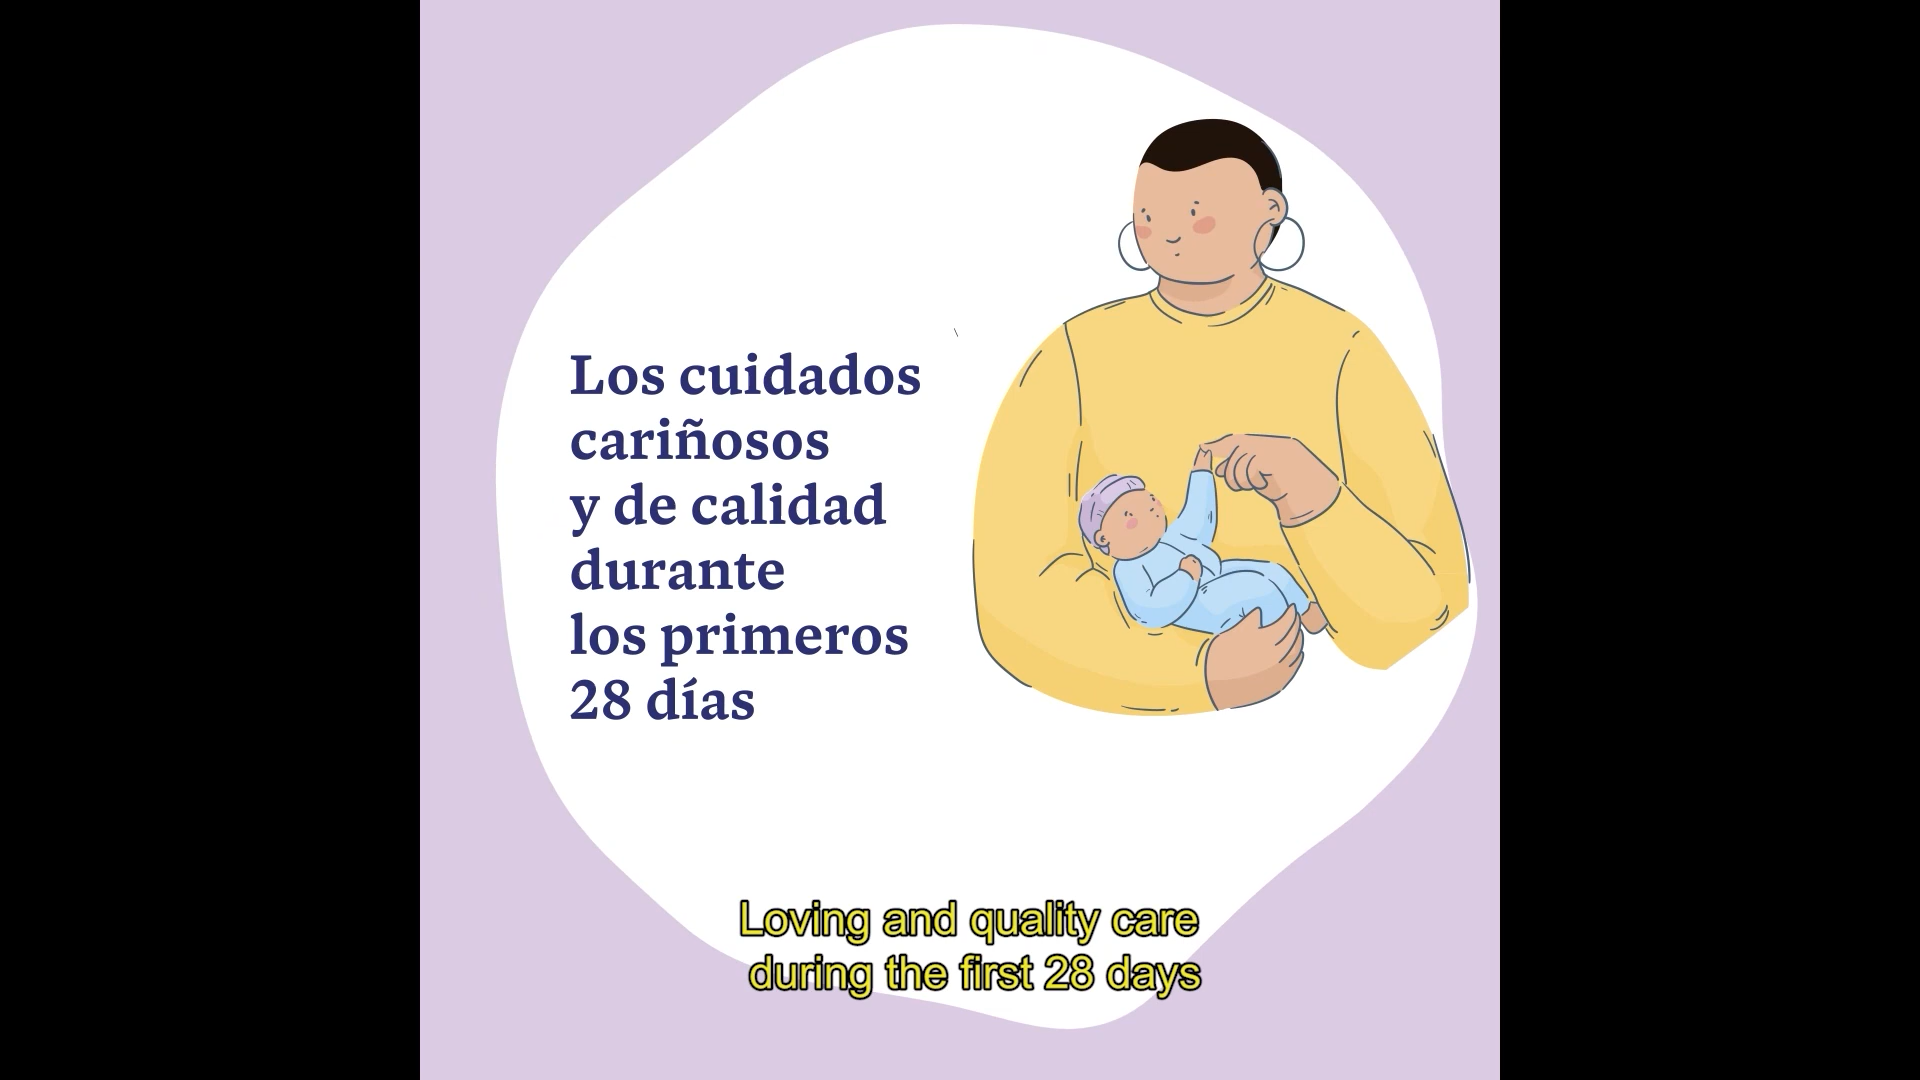 Los cuidados
cariñosos
y de calidad
durante
los primeros
28 días
Loving and quality care
during the first 28 days